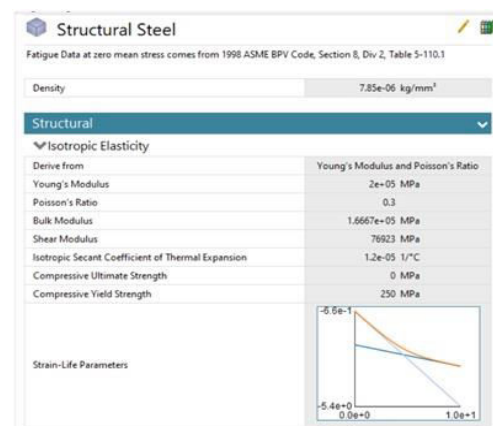 Structural Steel
Fatigue Data at zero mean stress comes from 1998 ASME BPV Code, Section 8, Div 2, Table 5-110.1
Density 7.85e-06 kg/mm³
Structural
Isotropic Elasticity
Derive from Young's Modulus and Poisson's Ratio
Young's Modulus 2e+05 MPa
Poisson's Ratio 0.3
Bulk Modulus 1.6667e+05 MPa
Shear Modulus 76923 MPa
Isotropic Secant Coefficient of Thermal Expansion 1.2e-05 1/°C
Compressive Ultimate Strength 0 MPa
Compressive Yield Strength 250 MPa
-6.6e-1
Strain-Life Parameters
-5.4e+0
0.0e+0 1.0e+1